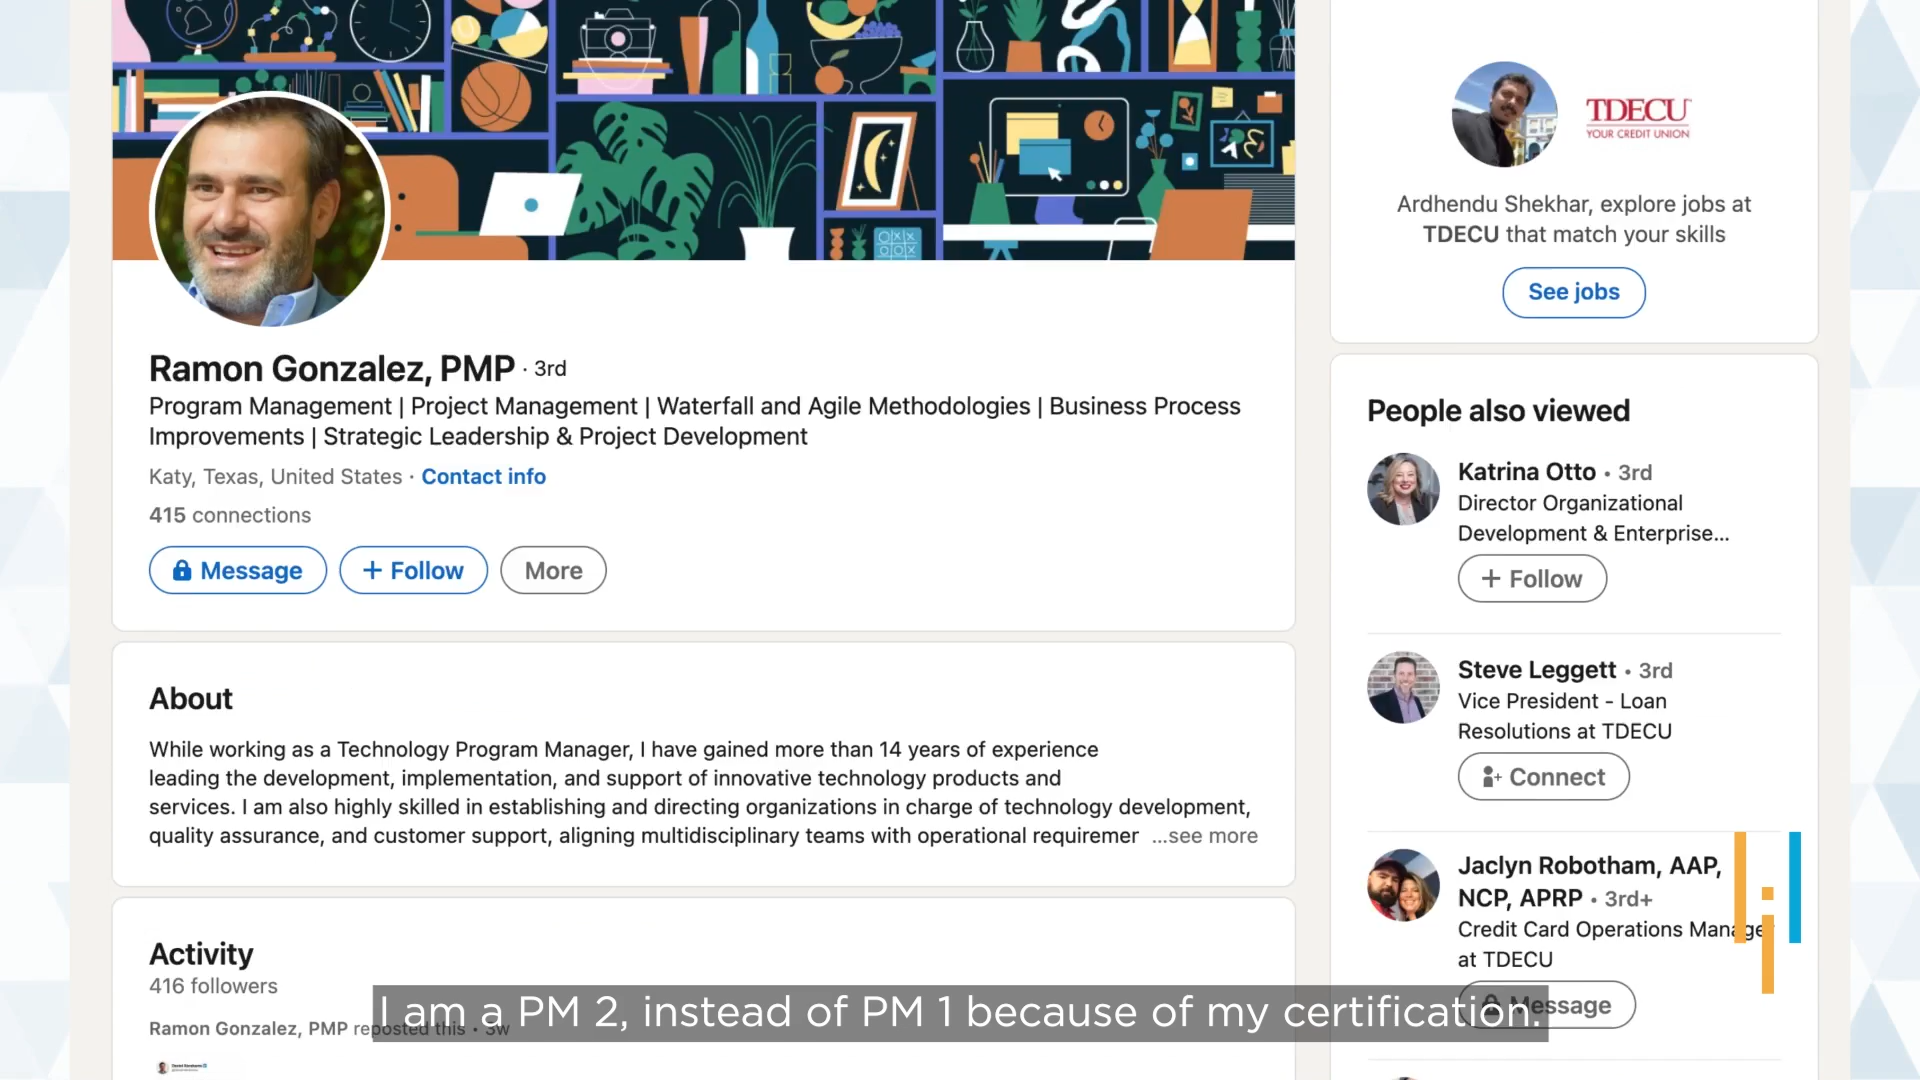 Ramon Gonzalez, PMP · 3rd
Program Management | Project Management | Waterfall and Agile Methodologies | Business Process
Improvements | Strategic Leadership & Project Development
Katy, Texas, United States · Contact info
415 connections
Message
+ Follow
More
About
While working as a Technology Program Manager, I have gained more than 14 years of experience
leading the development, implementation, and support of innovative technology products and
services. I am also highly skilled in establishing and directing organizations in charge of technology development,
quality assurance, and customer support, aligning multidisciplinary teams with operational requiremer ...see more
Activity
416 followers
Ramon Gonzalez, PMP reposted this · 3w
TDECU
YOUR CREDIT UNION
Ardhendu Shekhar, explore jobs at
TDECU that match your skills
See jobs
People also viewed
Katrina Otto • 3rd
Director Organizational
Development & Enterprise...
+ Follow
Steve Leggett • 3rd
Vice President - Loan
Resolutions at TDECU
Connect
Jaclyn Robotham, AAP,
NCP, APRP • 3rd+
Credit Card Operations Manage
at TDECU
Message
I am a PM 2, instead of PM 1 because of my certification.